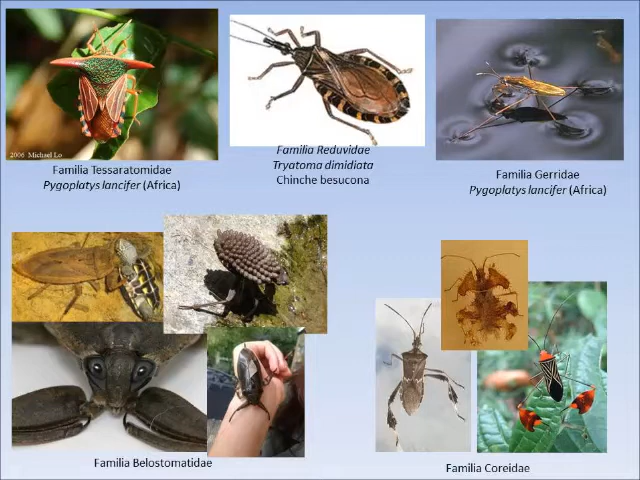 2006 Michael Lo
Familia Tessaratomidae
Pygoplatys lancifer (Africa)
Familia Reduvidae
Tryatoma dimidiata
Chinche besucona
Familia Gerridae
Pygoplatys lancifer (Africa)
Familia Belostomatidae
Familia Coreidae